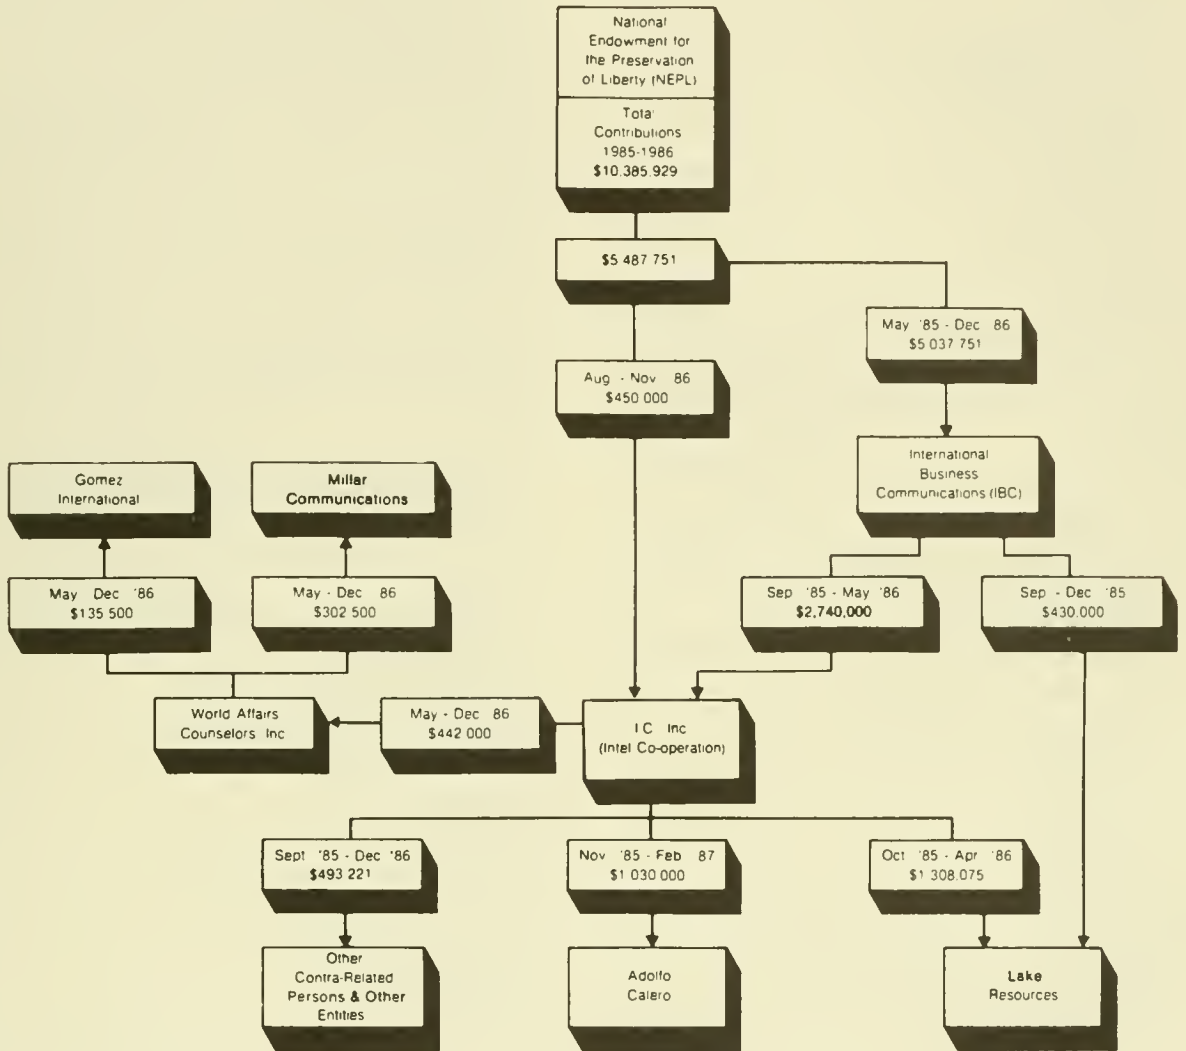 National
Endowment for
the Preservation
of Liberty (NEPL)
Total
Contributions
1985-1986
$10.385.929
$5 487 751
May '85 - Dec 86
$5 037 751
Aug - Nov 86
$450 000
International
Business
Communications (IBC)
Gomez
International
Millar
Communications
May Dec '86
$135 500
May - Dec 86
$302 500
Sep '85 - May '86
$2,740,000
Sep - Dec '85
$430.000
World Affairs
Counselors Inc
May - Dec 86
$442 000
I C Inc
(Intel Co-operation)
Sept '85 - Dec '86
$493 221
Nov '85 - Feb 87
$1 030 000
Oct '85 - Apr '86
$1 308.075
Other
Contra-Related
Persons & Other
Entities
Adolfo
Calero
Lake
Resources